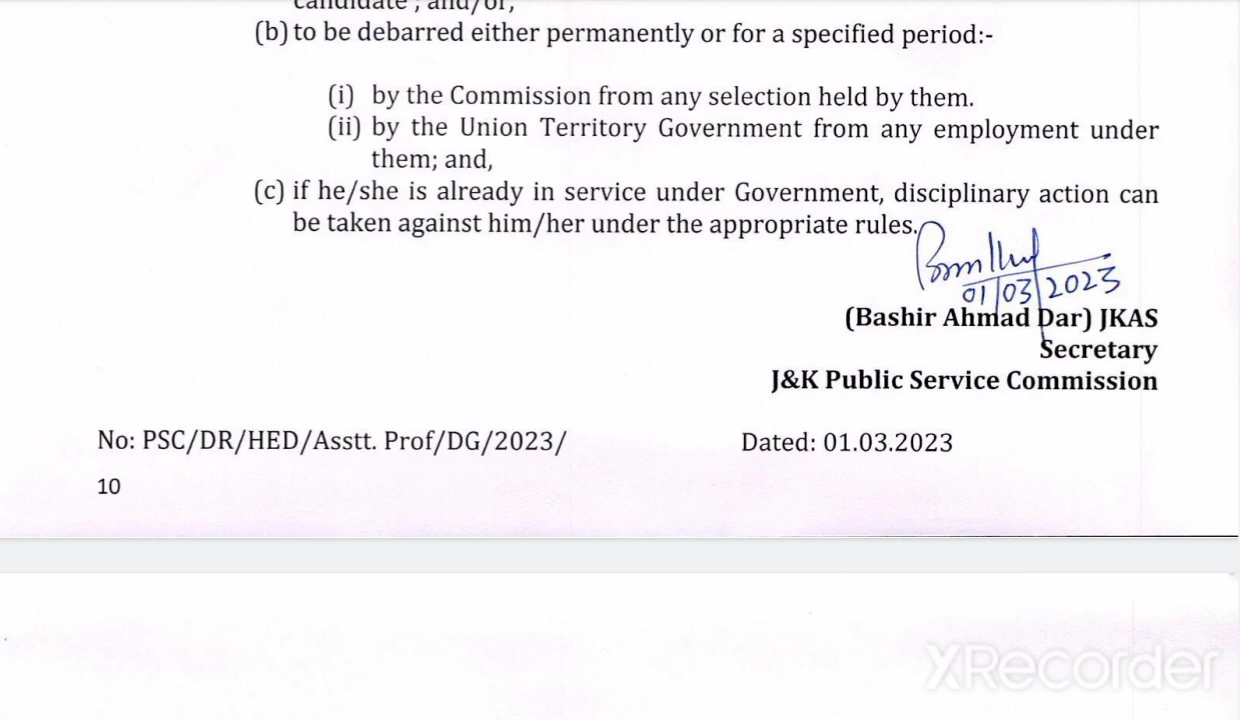 candidate ; and/or,
(b) to be debarred either permanently or for a specified period:-
(i) by the Commission from any selection held by them.
(ii) by the Union Territory Government from any employment under
them; and,
(c) if he/she is already in service under Government, disciplinary action can
be taken against him/her under the appropriate rules.
01/03/2023
(Bashir Ahmad Dar) JKAS
Secretary
J&K Public Service Commission
No: PSC/DR/HED/Asstt. Prof/DG/2023/ Dated: 01.03.2023
10
XRecorder